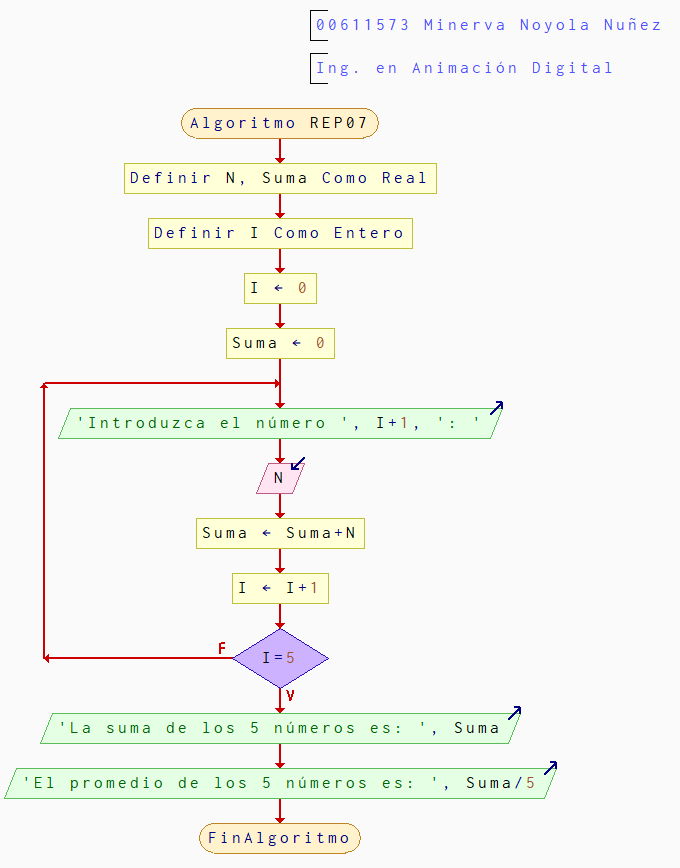 00611573 Minerva Noyola Nuñez
Ing. en Animación Digital
Algoritmo REP07
Definir N, Suma Como Real
Definir I Como Entero
I ← 0
Suma ← 0
'Introduzca el número ', I+1, ': '
N
Suma ← Suma+N
I ← I+1
F
I=5
V
'La suma de los 5 números es: ', Suma
'El promedio de los 5 números es: ', Suma/5
FinAlgoritmo